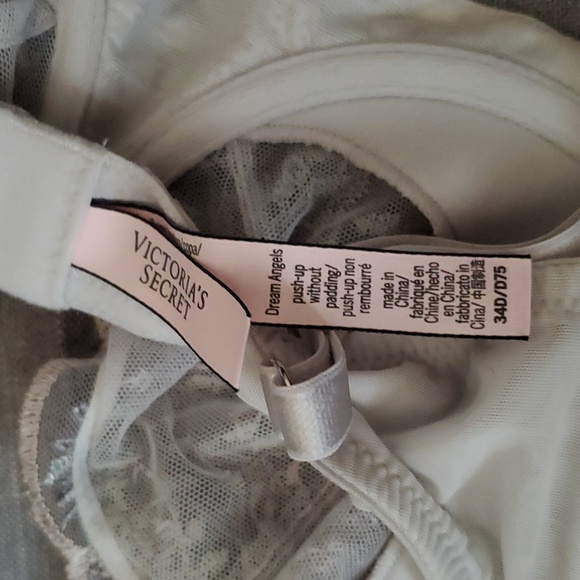 VICTORIA'S
SECRET
Dream Angels
push-up
without
padding/
push-up non
rembourré
made in
China/
fabriqué en
Chine/hecho
en China/
fabbricato in
Cina/ 中国制造
34D/D75